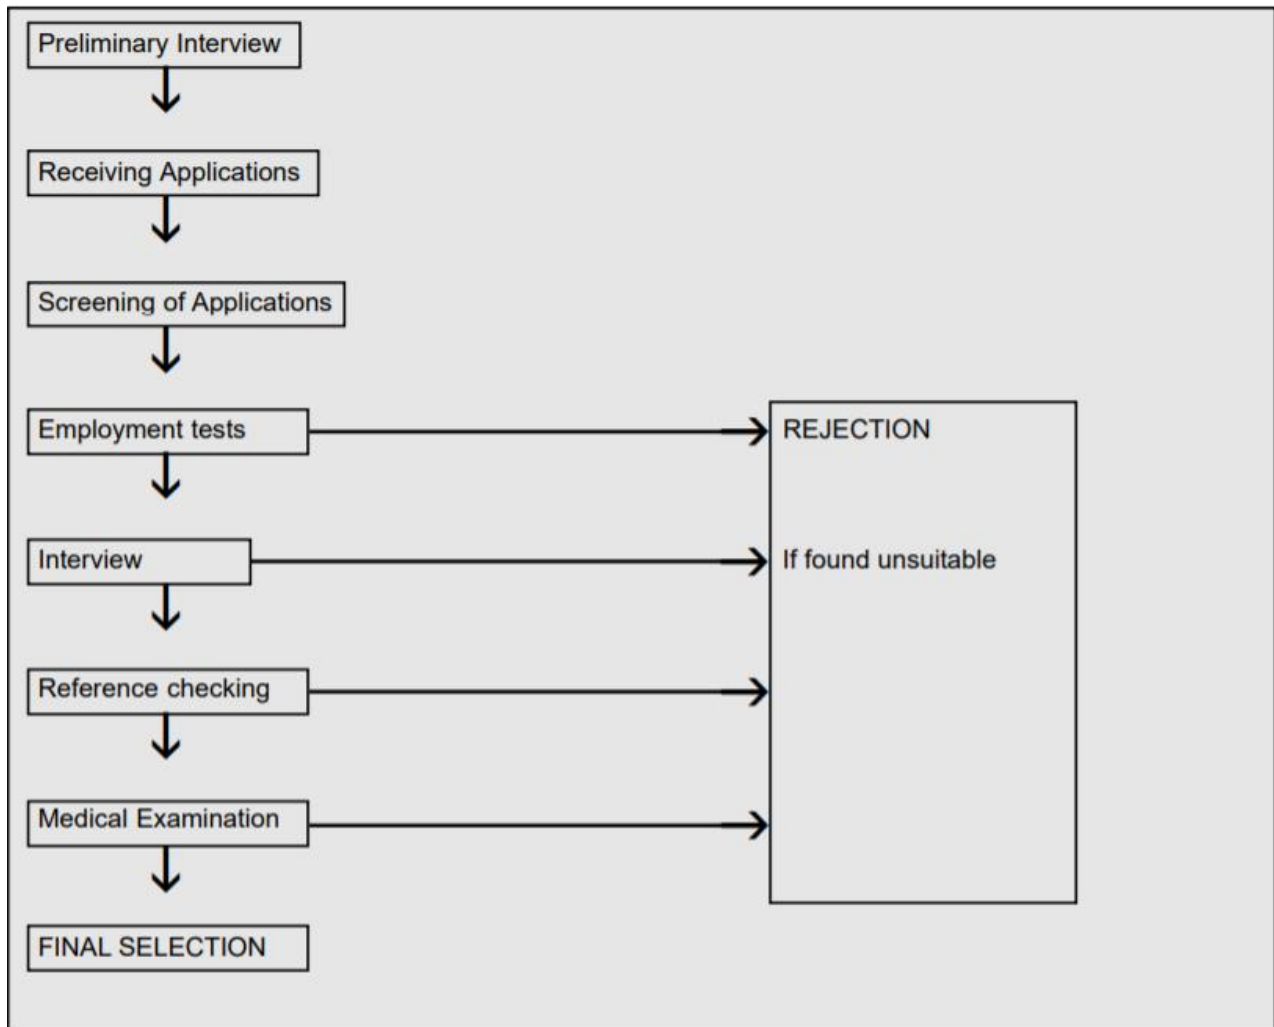 Preliminary Interview
Receiving Applications
Screening of Applications
Employment tests
REJECTION
Interview
If found unsuitable
Reference checking
Medical Examination
FINAL SELECTION